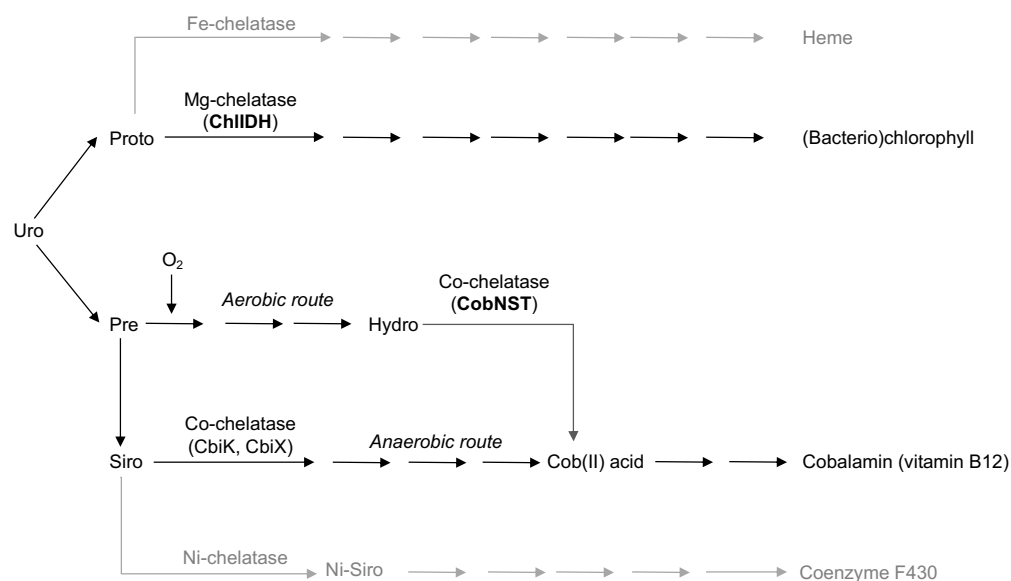 Fe-chelatase
Heme
Mg-chelatase
(ChlIDH)
Proto
(Bacterio)chlorophyll
Uro
O₂
Aerobic route
Co-chelatase
(CobNST)
Pre
Hydro
Co-chelatase
(CbiK, CbiX)
Anaerobic route
Siro
Cob(II) acid
Cobalamin (vitamin B12)
Ni-chelatase
Ni-Siro
Coenzyme F430